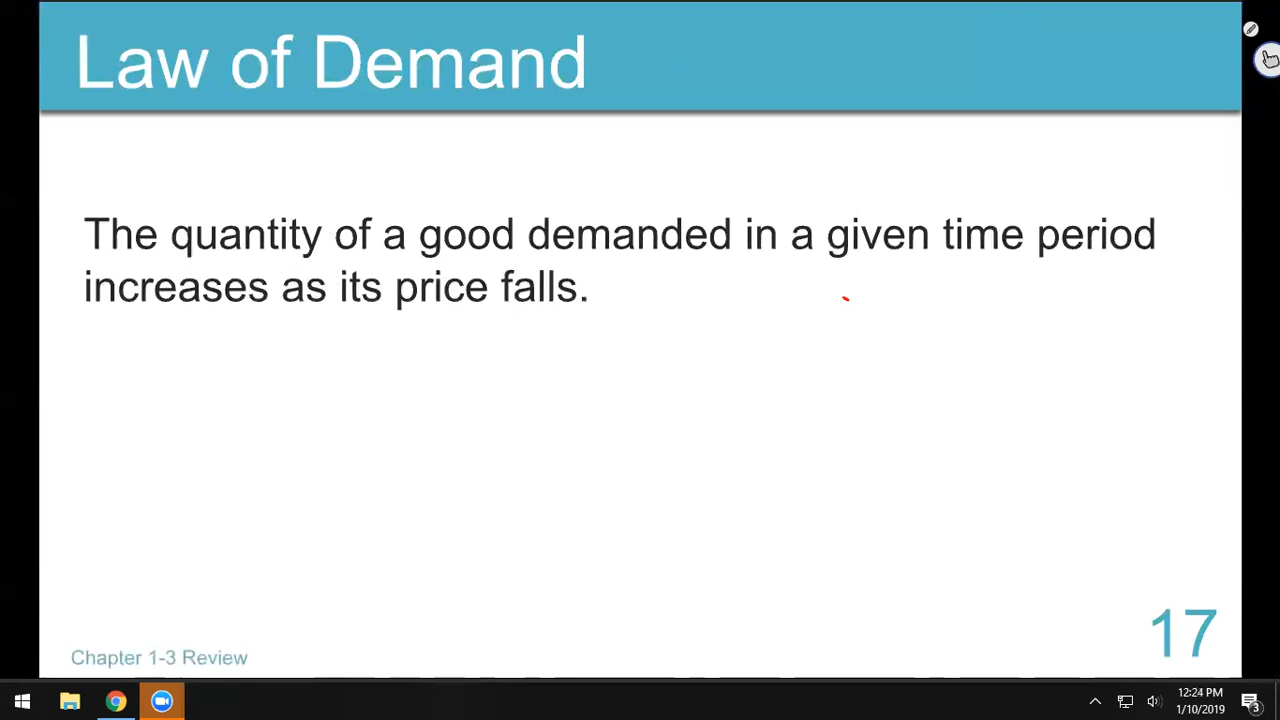 Law of Demand
The quantity of a good demanded in a given time period
increases as its price falls.
17
Chapter 1-3 Review
12:24 PM
1/10/2019
3